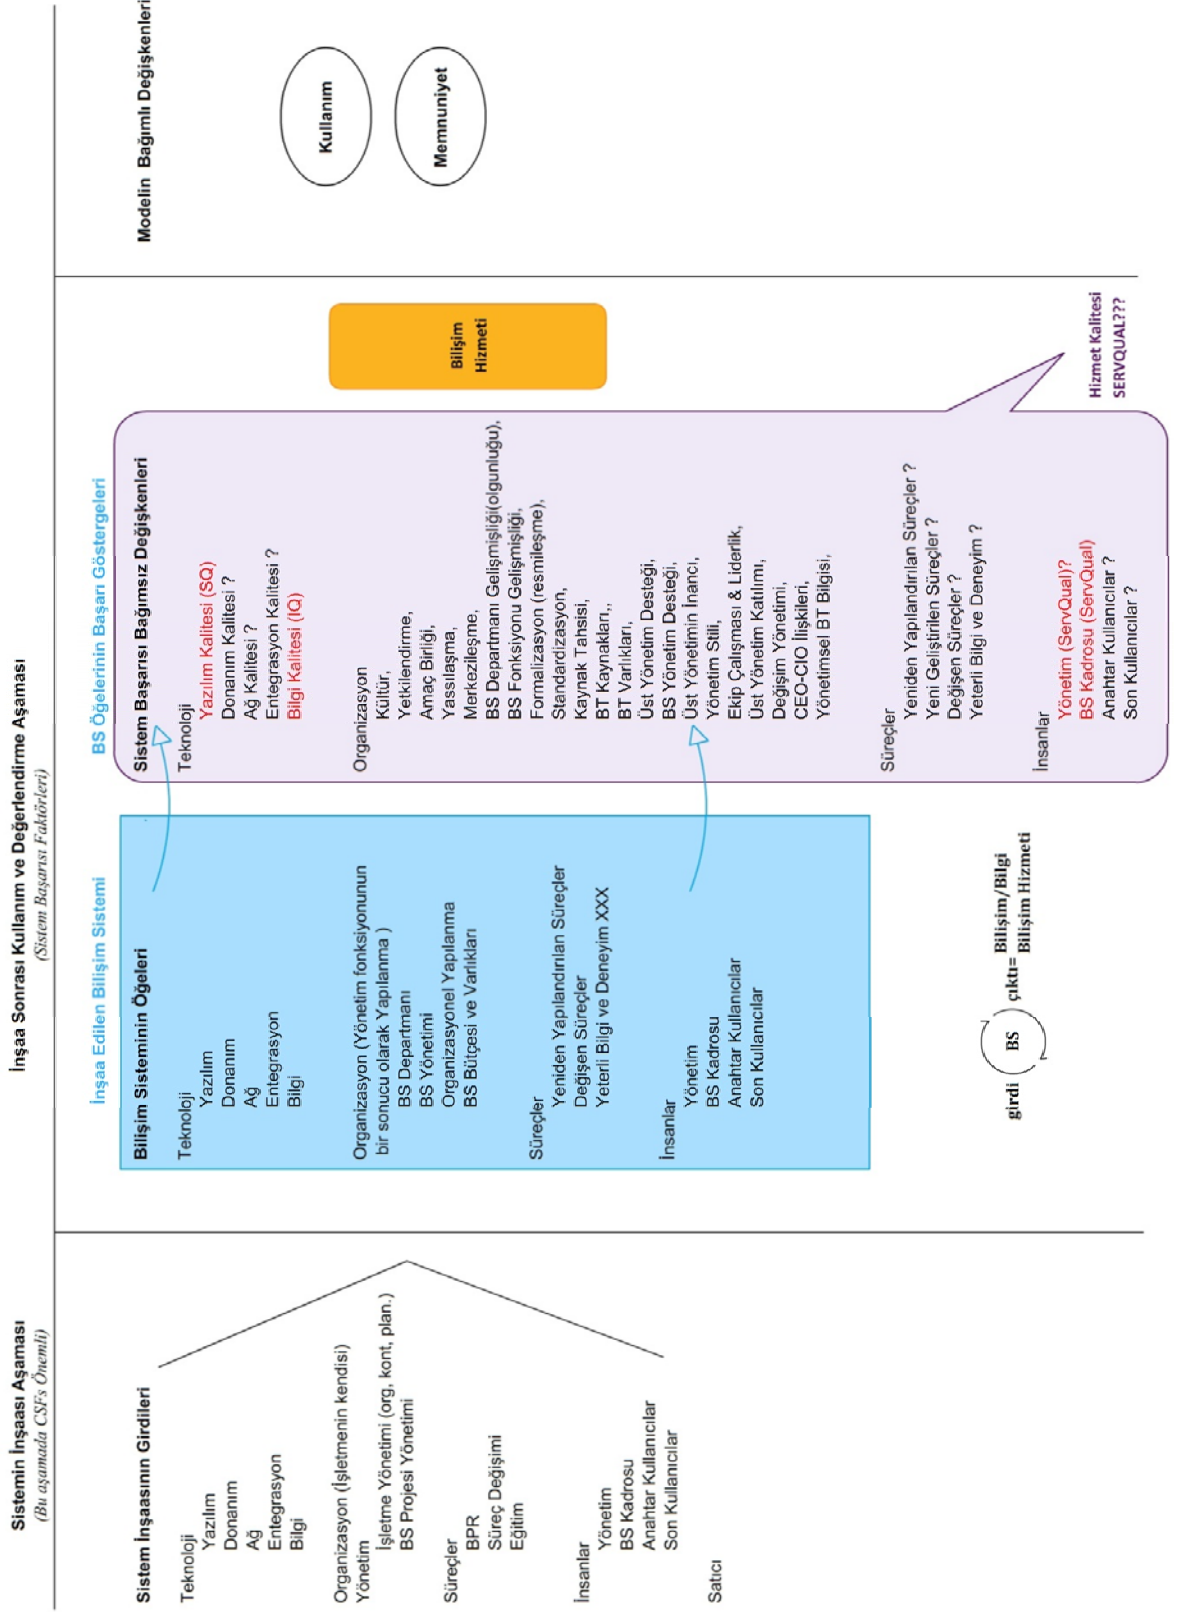 Sistemin İnşaası Aşaması
(Bu aşamada CSFs Önemli)
Sistem İnşaasının Girdileri
Teknoloji
Yazılım
Donanım
Ağ
Entegrasyon
Bilgi
Organizasyon (İşletmenin kendisi)
Yönetim
İşletme Yönetimi (org, kont, plan.)
BS Projesi Yönetimi
Süreçler
BPR
Süreç Değişimi
Eğitim
İnsanlar
Yönetim
BS Kadrosu
Anahtar Kullanıcılar
Son Kullanıcılar
Satıcı
İnşaa Sonrası Kullanım ve Değerlendirme Aşaması
(Sistem Başarısı Faktörleri)
İnşaa Edilen Bilişim Sistemi
Bilişim Sisteminin Öğeleri
Teknoloji
Yazılım
Donanım
Ağ
Entegrasyon
Bilgi
Organizasyon (Yönetim fonksiyonunun
bir sonucu olarak Yapılanma )
BS Departmanı
BS Yönetimi
Organizasyonel Yapılanma
BS Bütçesi ve Varlıkları
Süreçler
Yeniden Yapılandırılan Süreçler
Değişen Süreçler
Yeterli Bilgi ve Deneyim XXX
İnsanlar
Yönetim
BS Kadrosu
Anahtar Kullanıcılar
Son Kullanıcılar
girdi
BS
çıktı=
Bilişim/Bilgi
Bilişim Hizmeti
BS Öğelerinin Başarı Göstergeleri
Sistem Başarısı Bağımsız Değişkenleri
Teknoloji
Yazılım Kalitesi (SQ)
Donanım Kalitesi ?
Ağ Kalitesi ?
Entegrasyon Kalitesi ?
Bilgi Kalitesi (IQ)
Organizasyon
Kültür,
Yetkilendirme,
Amaç Birliği,
Yassılaşma,
Merkezileşme,
BS Departmanı Gelişmişliği(olgunluğu),
BS Fonksiyonu Gelişmişliği,
Formalizasyon (resmileşme),
Standardizasyon,
Kaynak Tahsisi,
BT Kaynakları,,
BT Varlıkları,
Üst Yönetim Desteği,
BS Yönetim Desteği,
Üst Yönetimin İnancı,
Yönetim Stili,
Ekip Çalışması & Liderlik,
Üst Yönetim Katılımı,
Değişim Yönetimi,
CEO-CIO İlişkileri,
Yönetimsel BT Bilgisi,
Süreçler
Yeniden Yapılandırılan Süreçler ?
Yeni Geliştirilen Süreçler ?
Değişen Süreçler ?
Yeterli Bilgi ve Deneyim ?
İnsanlar
Yönetim (ServQual)?
BS Kadrosu (ServQual)
Anahtar Kullanıcılar ?
Son Kullanıcılar ?
Bilişim
Hizmeti
Hizmet Kalitesi
SERVQUAL???
Modelin Bağımlı Değişkenleri
Kullanım
Memnuniyet